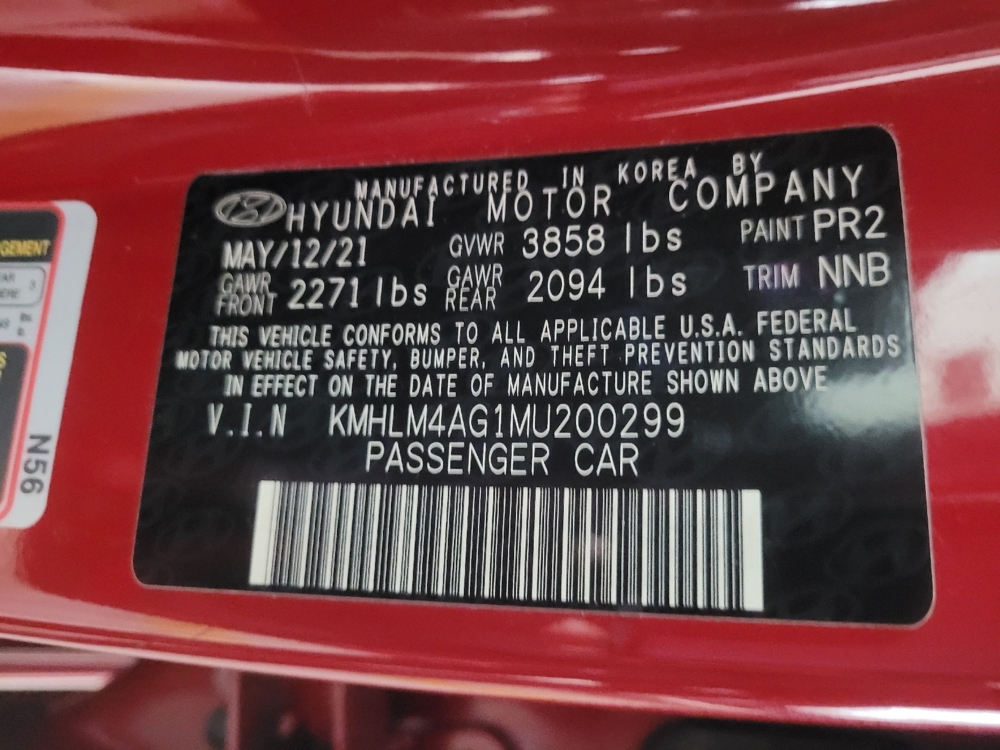 MANUFACTURED IN KOREA BY
HYUNDAI MOTOR COMPANY
MAY/12/21 GVWR 3858 lbs PAINT PR2
GAWR FRONT 2271 lbs GAWR REAR 2094 lbs TRIM NNB
THIS VEHICLE CONFORMS TO ALL APPLICABLE U.S.A. FEDERAL
MOTOR VEHICLE SAFETY, BUMPER, AND THEFT PREVENTION STANDARDS
IN EFFECT ON THE DATE OF MANUFACTURE SHOWN ABOVE
V.I.N KMHLM4AG1MU200299
PASSENGER CAR
N56